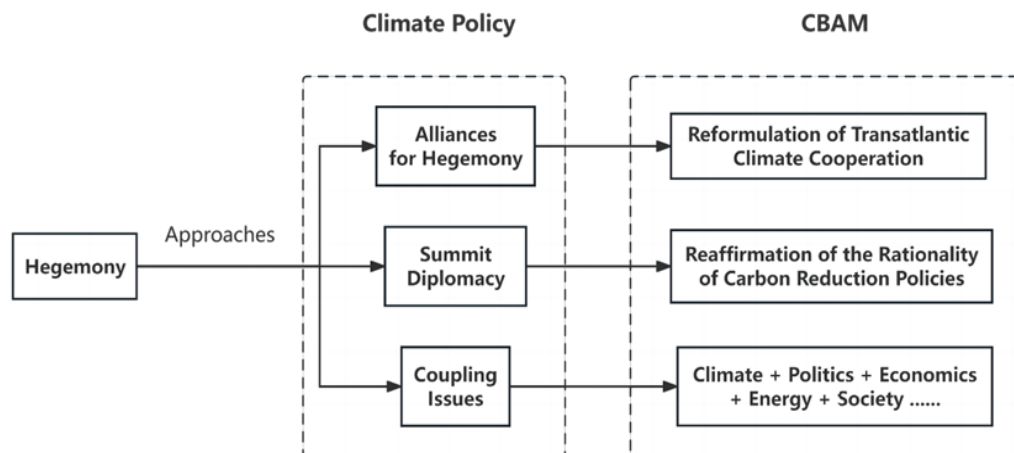 Climate Policy
CBAM
Alliances
for Hegemony
Reformulation of Transatlantic
Climate Cooperation
Approaches
Hegemony
Summit
Diplomacy
Reaffirmation of the Rationality
of Carbon Reduction Policies
Coupling
Issues
Climate + Politics + Economics
+ Energy + Society ......